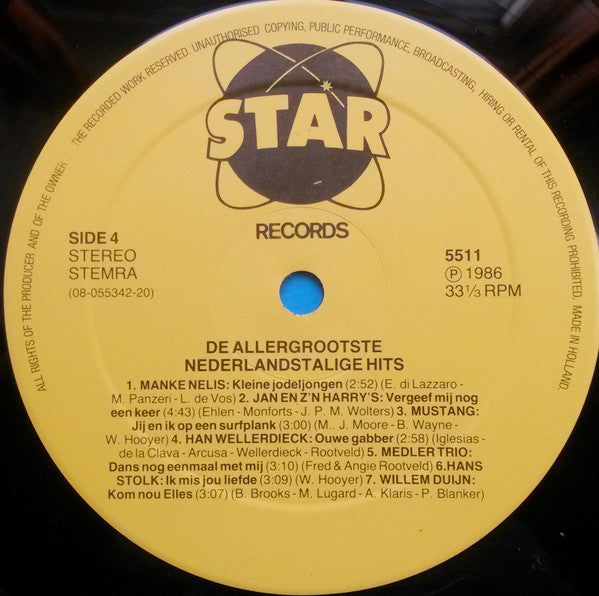 ALL RIGHTS OF THE PRODUCER AND OF THE OWNER THE RECORDED WORK RESERVED. UNAUTHORISED COPYING, PUBLIC PERFORMANCE, BROADCASTING, HIRING OR RENTAL OF THIS RECORDING PROHIBITED. MADE IN HOLLAND
STAR
RECORDS
SIDE 4
STEREO
STEMRA
(08-055342-20)
5511
Ⓟ 1986
33⅓ RPM
DE ALLERGROOTSTE
NEDERLANDSTALIGE HITS
1. MANKE NELIS: Kleine jodeljongen (2:52) (E. di Lazzaro -
M. Panzeri - L. de Vos) 2. JAN EN Z'N HARRY'S: Vergeef mij nog
een keer (4:43) (Ehlen - Monforts - J. P. M. Wolters) 3. MUSTANG:
Jij en ik op een surfplank (3:00) (M.. J. Moore - B. Wayne -
W. Hooyer) 4. HAN WELLERDIECK: Ouwe gabber (2:58) (Iglesias -
de la Clava - Arcusa - Wellerdieck - Rootveld) 5. MEDLER TRIO:
Dans nog eenmaal met mij (3:10) (Fred & Angie Rootveld) 6.HANS
STOLK: Ik mis jou liefde (3:09) (W. Hooyer) 7. WILLEM DUIJN:
Kom nou Elles (3:07) (B. Brooks - M. Lugard - A. Klaris - P. Blanker)